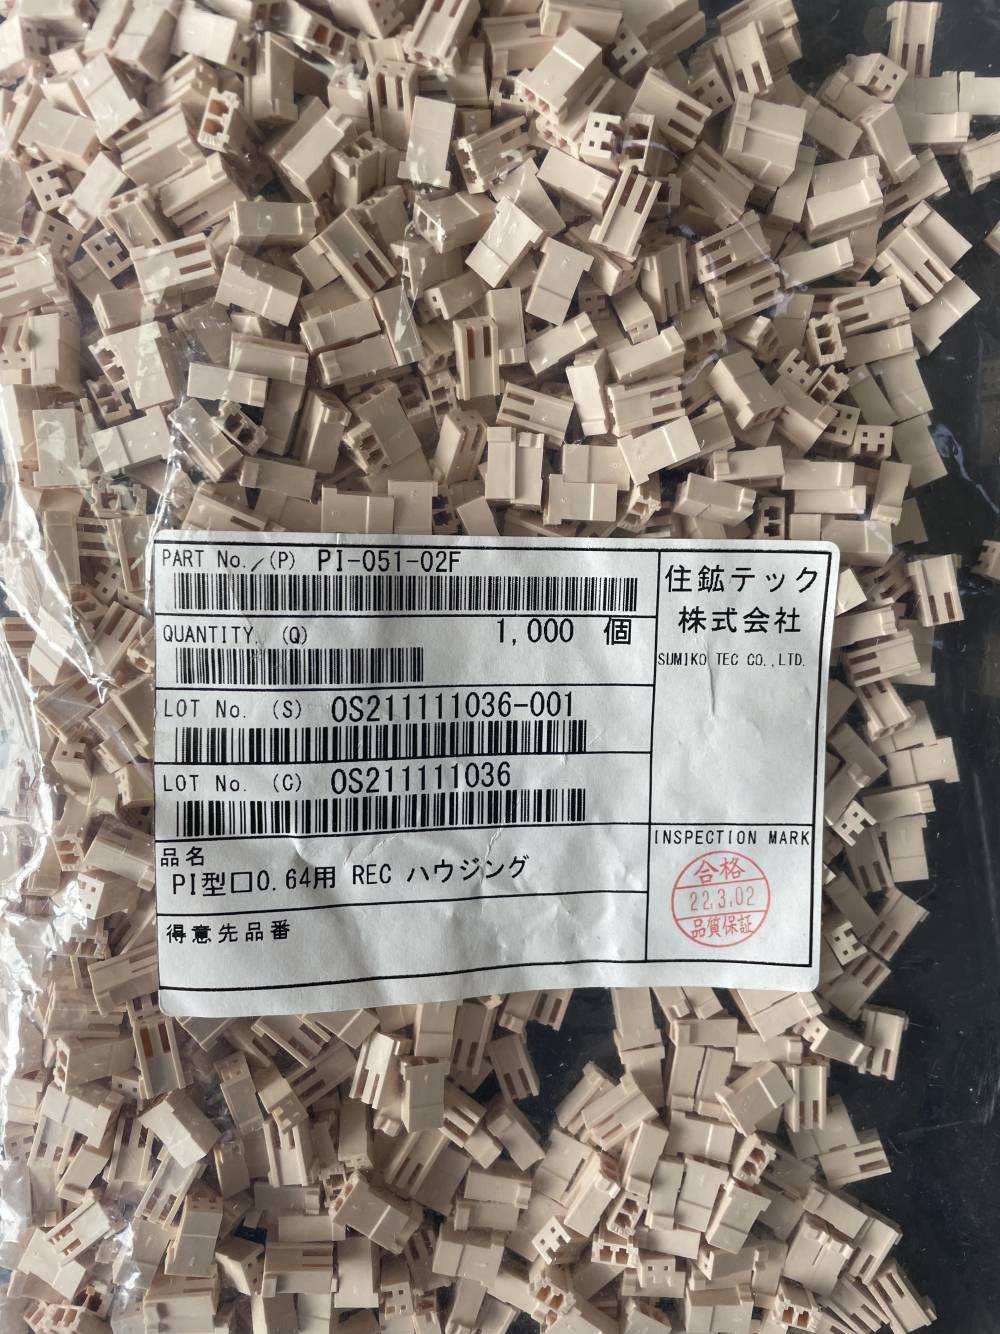 PART No. (P) PI-051-02F
QUANTITY. (Q) 1,000 個
LOT No. (S) OS211111036-001
LOT No. (C) OS211111036
品名
PI型口0.64用 REC ハウジング
得意先品番
住鉱テック
株式会社
SUMIKO TEC CO.,LTD.
INSPECTION MARK
合格
22.3.02
品質保証